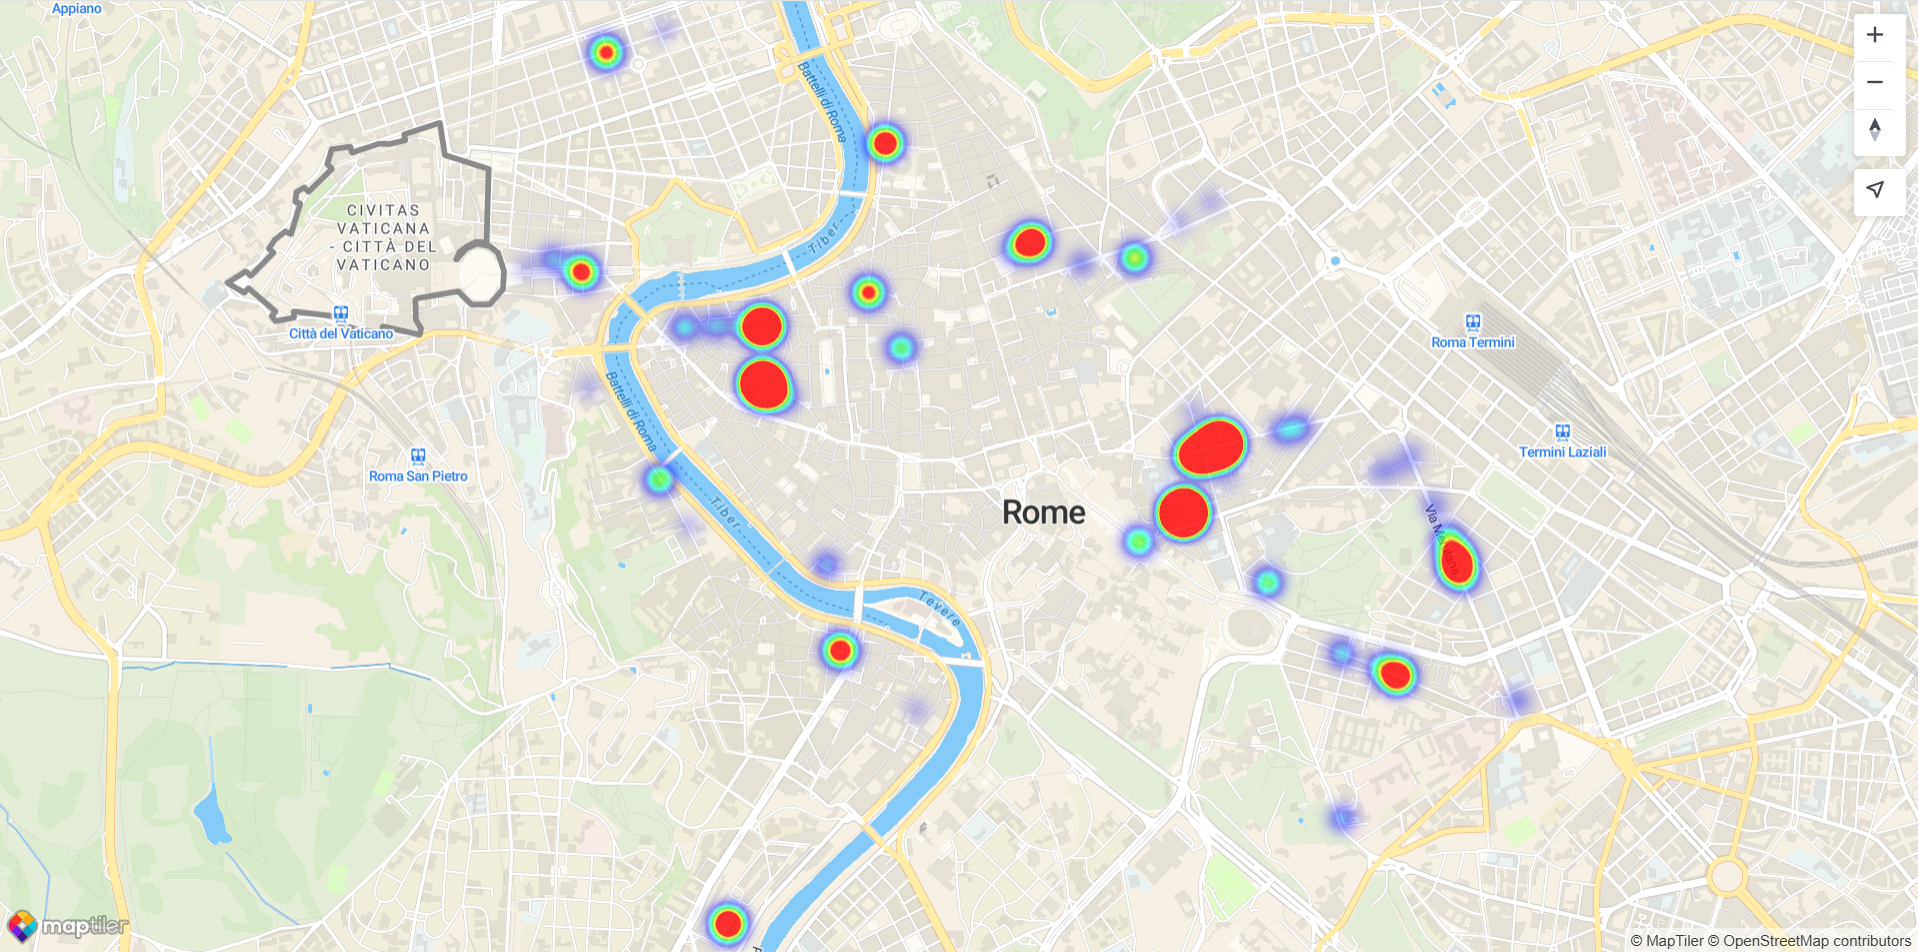 Appiano
Battelli di Roma
CIVITAS
VATICANA
- CITTÀ DEL
VATICANO
Tiber
Città del Vaticano
Roma Termini
Battelli di Roma
Termini Laziali
Roma San Pietro
Tiber
Rome
Via Merulana
Tevere
maptiler
© MapTiler © OpenStreetMap contributors